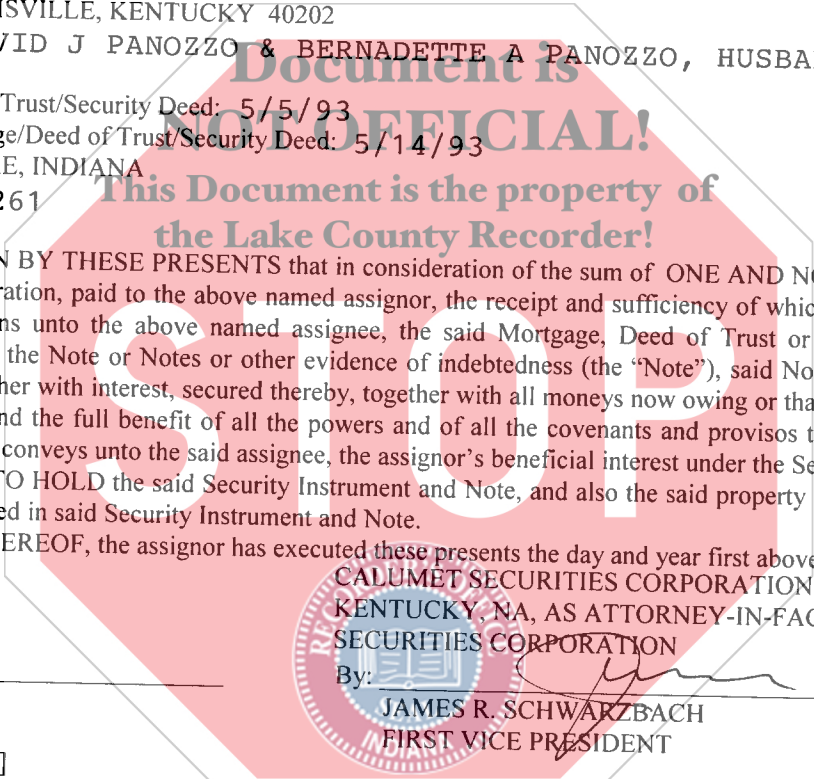 SVILLE, KENTUCKY 40202
VID J PANOZZO & BERNADETTE A PANOZZO, HUSBA
Document is
Trust/Security Deed: 5/5/93
NOT OFFICIAL!
ge/Deed of Trust/Security Deed: 5/14/93
E, INDIANA
This Document is the property of
261
the Lake County Recorder!
N BY THESE PRESENTS that in consideration of the sum of ONE AND NO
ration, paid to the above named assignor, the receipt and sufficiency of whic
ns unto the above named assignee, the said Mortgage, Deed of Trust or
the Note or Notes or other evidence of indebtedness (the “Note”), said No
her with interest, secured thereby, together with all moneys now owing or tha
nd the full benefit of all the powers and of all the covenants and provisos t
conveys unto the said assignee, the assignor’s beneficial interest under the Se
TO HOLD the said Security Instrument and Note, and also the said property
ed in said Security Instrument and Note.
STOP
EREOF, the assignor has executed these presents the day and year first above
CALUMET SECURITIES CORPORATION
KENTUCKY, NA, AS ATTORNEY-IN-FAC
SECURITIES CORPORATION
By:
JAMES R. SCHWARZBACH
FIRST VICE PRESIDENT
RECORDER'S OFFICE
INDIANA